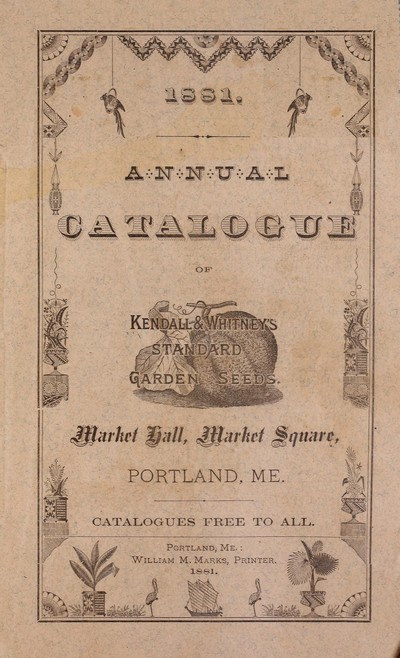 1881.
A·N·N·U·A·L
CATALOGUE
OF
KENDALL & WHITNEY'S
STANDARD
GARDEN SEEDS.
Market Hall, Market Square,
PORTLAND, ME.
CATALOGUES FREE TO ALL.
PORTLAND, ME.:
WILLIAM M. MARKS, PRINTER,
1881.